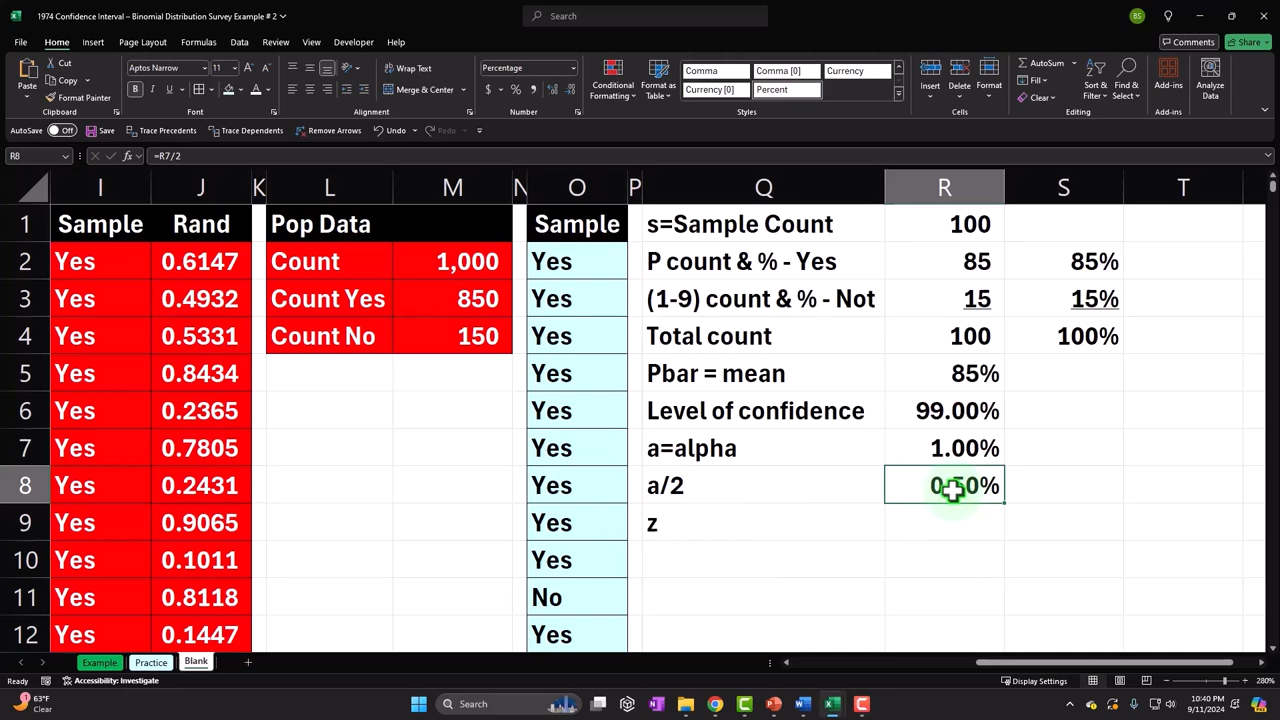 1974 Confidence Interval – Binomial Distribution Survey Example # 2
Search
BS
File Home Insert Page Layout Formulas Data Review View Developer Help
Comments Share
Paste Cut Copy Format Painter Clipboard
Aptos Narrow 11 Font
Wrap Text Merge & Center Alignment
Percentage Number
Conditional Formatting Format as Table
Comma Comma [0] Currency
Currency [0] Percent
Styles
Insert Delete Format Cells
AutoSum Fill Clear Sort & Filter Find & Select Editing
Add-ins Add-ins
Analyze Data
AutoSave Off Save Trace Precedents Trace Dependents Remove Arrows Undo Redo
R8 fx =R7/2
I J K L M N O P Q R S T
1 Sample Rand Pop Data Sample s=Sample Count 100
2 Yes 0.6147 Count 1,000 Yes P count & % - Yes 85 85%
3 Yes 0.4932 Count Yes 850 Yes (1-9) count & % - Not 15 15%
4 Yes 0.5331 Count No 150 Yes Total count 100 100%
5 Yes 0.8434 Yes Pbar = mean 85%
6 Yes 0.2365 Yes Level of confidence 99.00%
7 Yes 0.7805 Yes a=alpha 1.00%
8 Yes 0.2431 Yes a/2 0.50%
9 Yes 0.9065 Yes z
10 Yes 0.1011 Yes
11 Yes 0.8118 No
12 Yes 0.1447 Yes
Example Practice Blank
Ready Accessibility: Investigate Display Settings 280%
63°F
Clear
Search
10:40 PM
9/11/2024